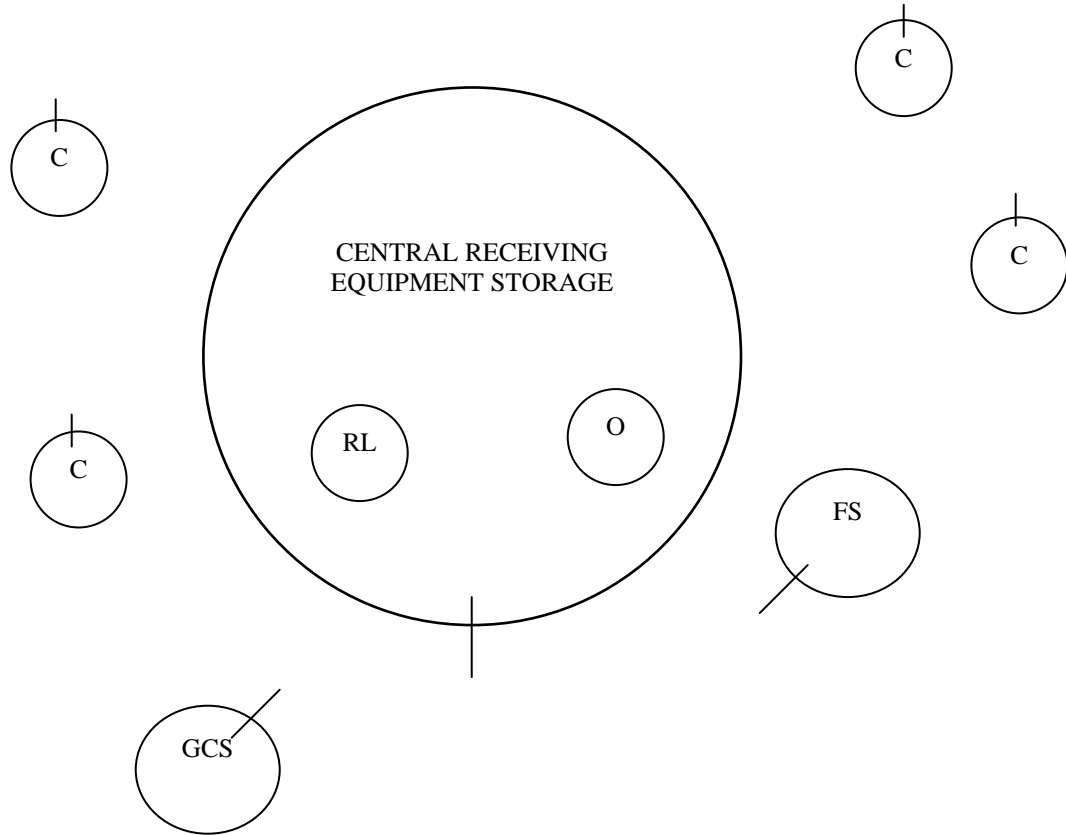 C
C
CENTRAL RECEIVING
EQUIPMENT STORAGE
C
O
RL
C
FS
GCS